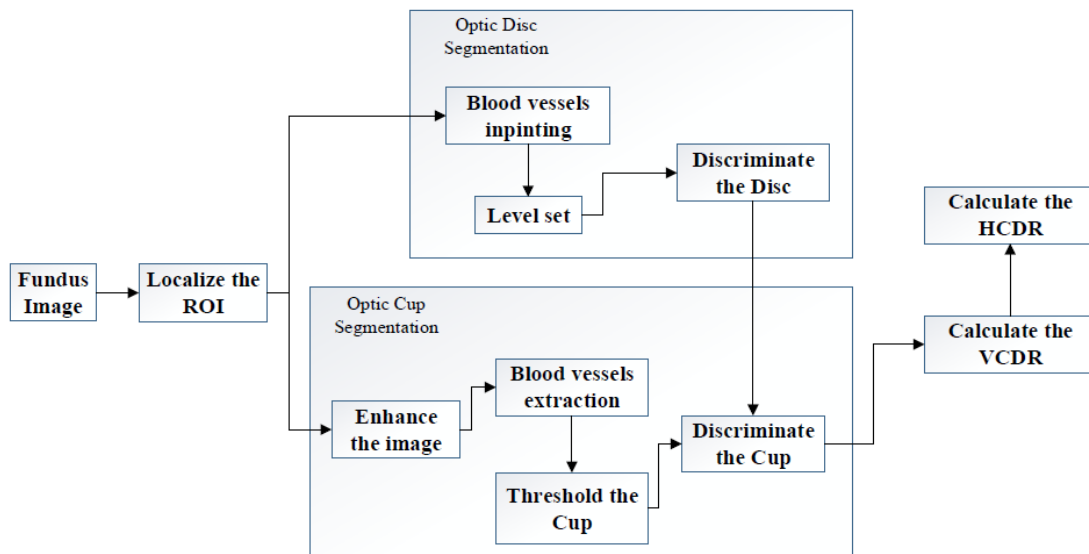 Optic Disc
Segmentation
Blood vessels
inpinting
Discriminate
the Disc
Level set
Calculate the
HCDR
Fundus
Image
Localize the
ROI
Optic Cup
Segmentation
Calculate the
VCDR
Blood vessels
extraction
Enhance
the image
Discriminate
the Cup
Threshold the
Cup